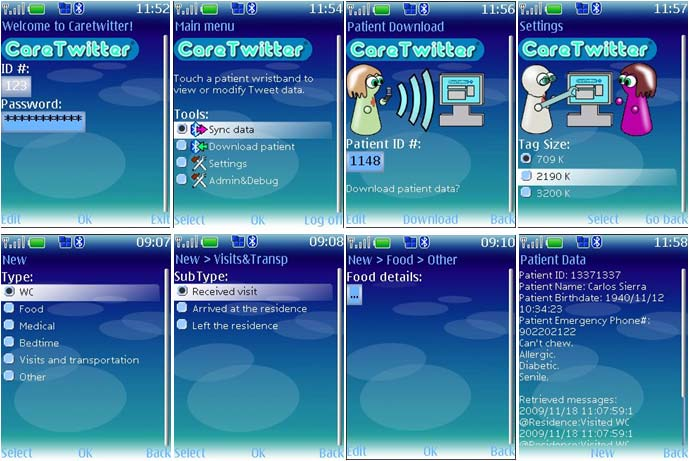 11:52
Welcome to Caretwitter!
CareTwitter
ID #:
123
Password:
***********
Edit OK Exit
11:54
Main menu
CareTwitter
Touch a patient wristband to
view or modify Tweet data.
Tools:
Sync data
Download patient
Settings
Admin&Debug
Select OK Log off
11:56
Patient Download
CareTwitter
Patient ID #:
1148
Download patient data?
Edit Download Back
11:57
Settings
CareTwitter
Tag Size:
709 K
2190 K
3200 K
Select Go back
09:07
New
Type:
WC
Food
Medical
Bedtime
Visits and transportation
Other
Select OK Back
09:08
New > Visits&Transp
SubType:
Received visit
Arrived at the residence
Left the residence
Select OK Back
09:10
New > Food > Other
Food details:
...
Edit OK Back
11:58
Patient Data
Patient ID: 13371337
Patient Name: Carlos Sierra
Patient Birthdate: 1940/11/12
10:34:23
Patient Emergency Phone#:
902202122
Can't chew.
Allergic.
Diabetic.
Senile.
Retrieved messages:
2009/11/18 11:07:59:1
@Residence:Visited WC
2009/11/18 11:07:59:1
@Residence:Visited WC
New Back